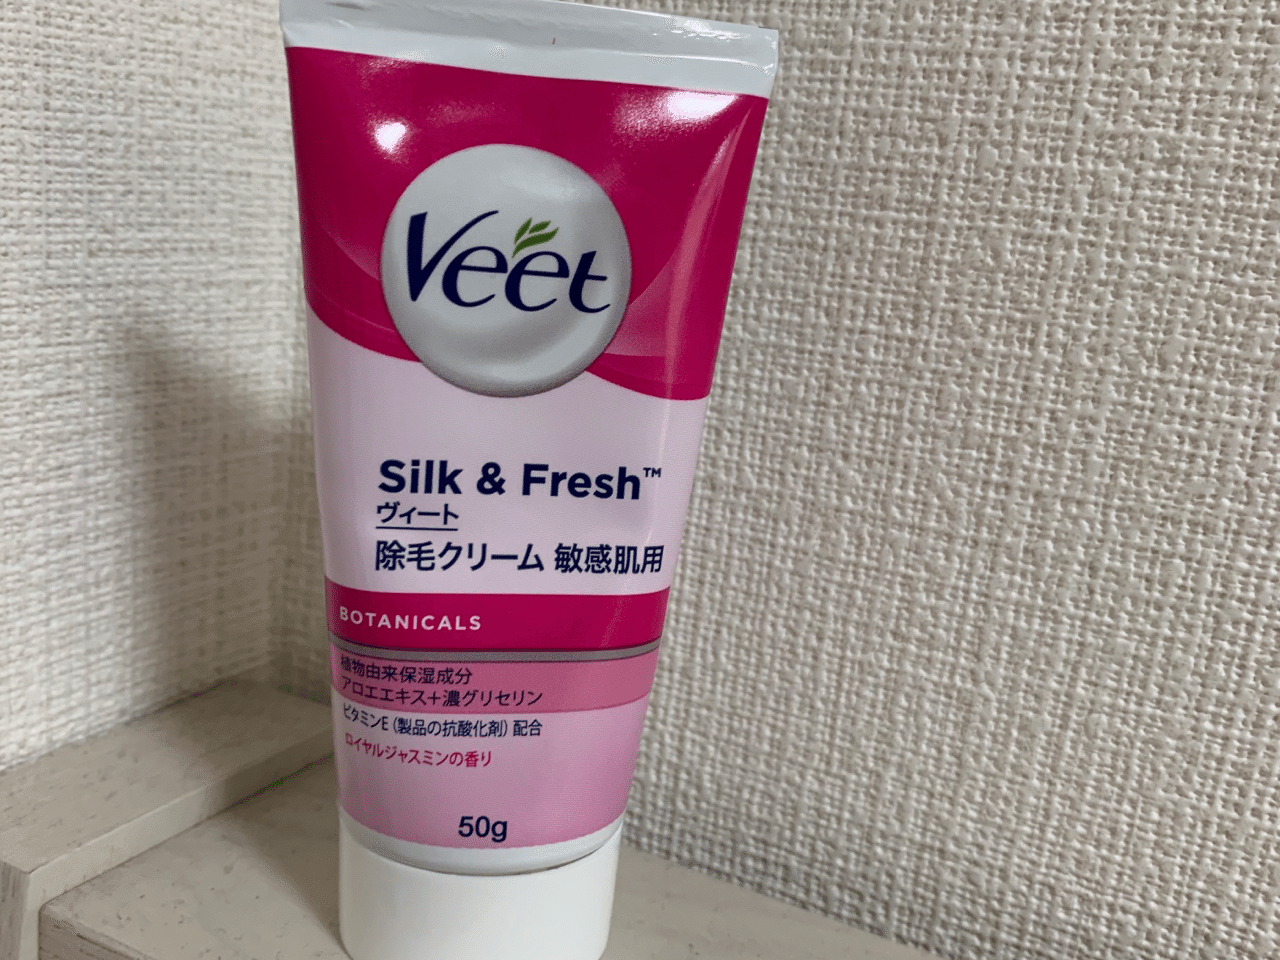 Veet
Silk & Fresh™
ヴィート
除毛クリーム 敏感肌用
BOTANICALS
植物由来保湿成分
アロエエキス+濃グリセリン
ビタミンE (製品の抗酸化剤) 配合
ロイヤルジャスミンの香り
50g